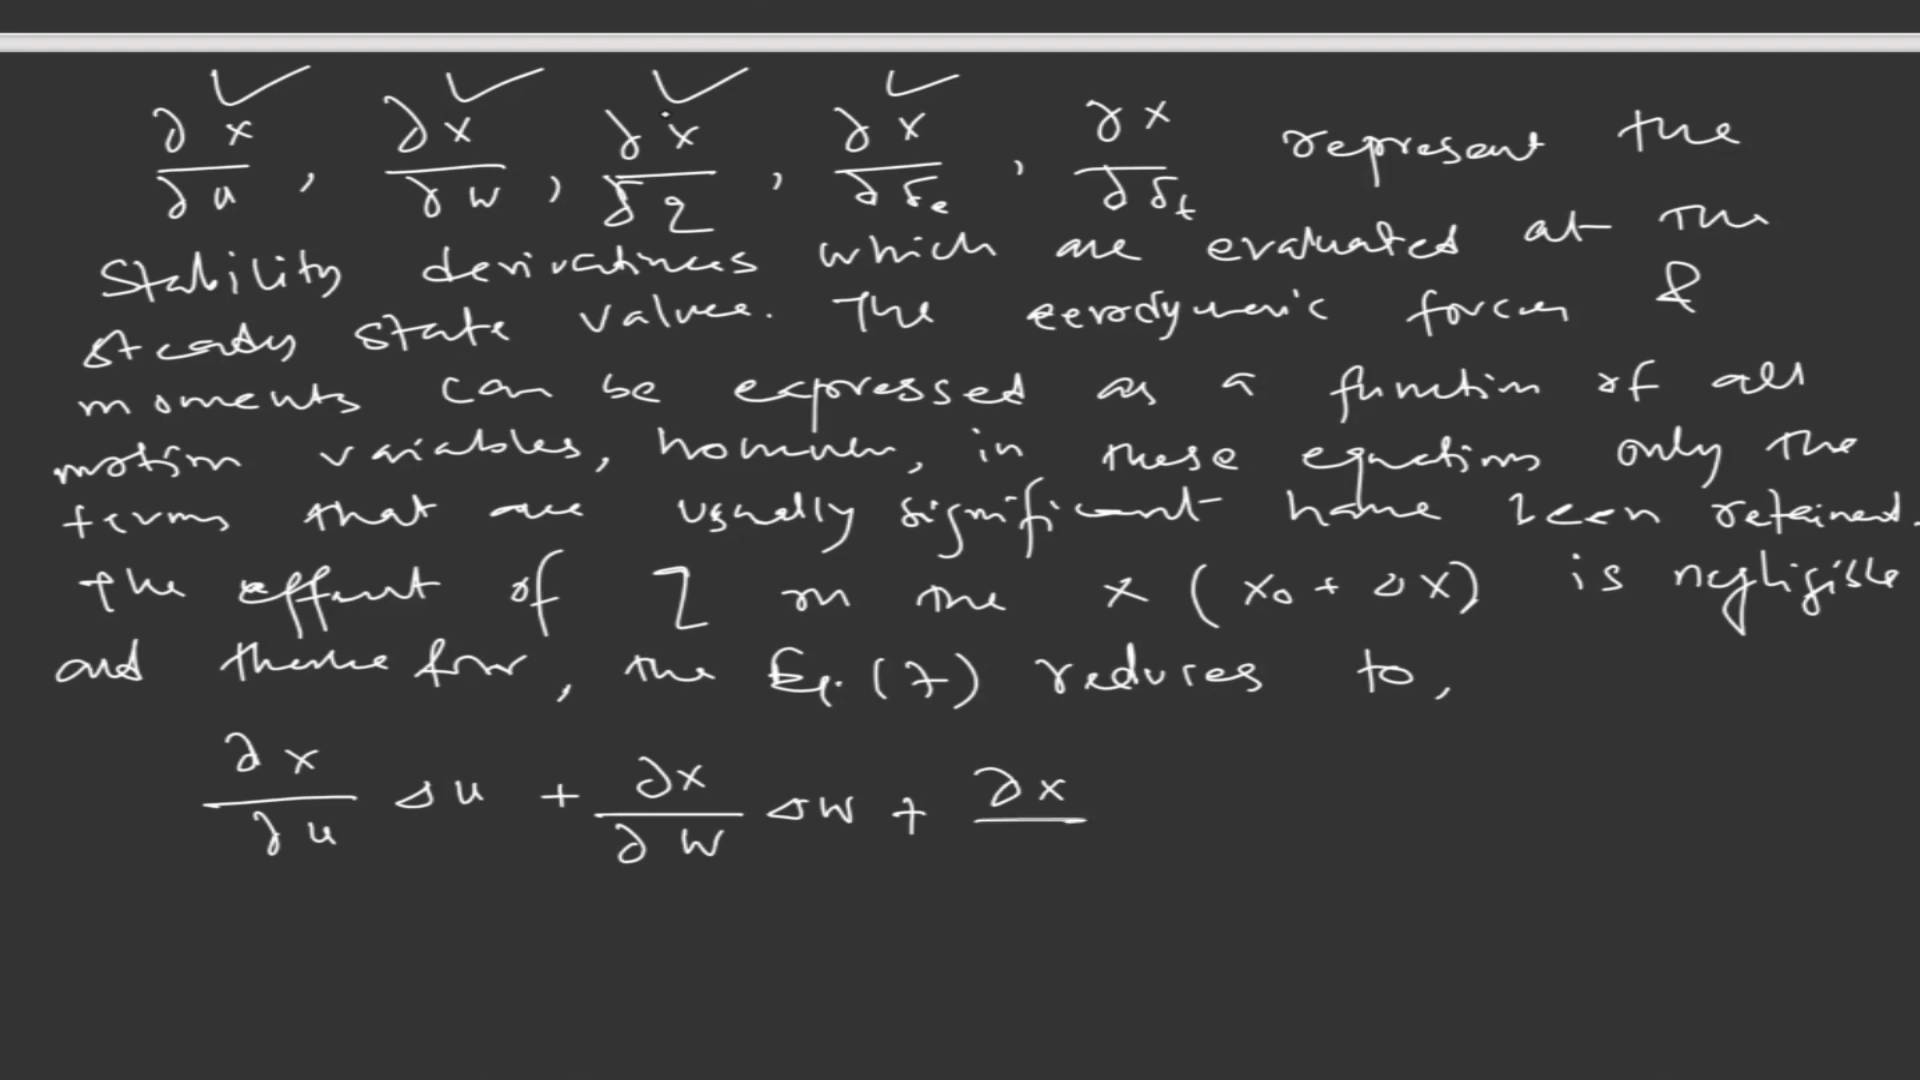 ∂x/∂u, ∂x/∂w, ∂x/∂q, ∂x/∂δe, ∂x/∂δt represent the
Stability derivatives which are evaluated at the
steady state values. The aerodynamic forces &
moments can be expressed as a function of all
motion variables, however, in these equations only the
terms that are usually significant have been retained.
the effect of q on the x (x₀ + Δx) is negligible
and therefore, the Eq. (7) reduces to,
∂x/∂u Δu + ∂x/∂w Δw + ∂x